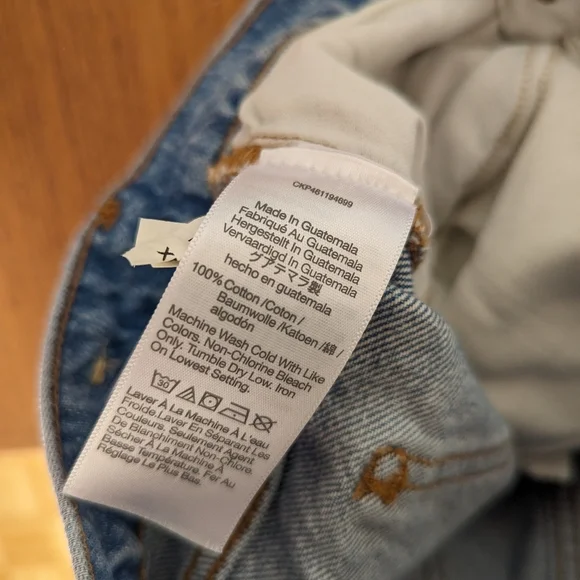 CKP461194699
Made In Guatemala
Fabriqué Au Guatemala
Hergestellt In Guatemala
Vervaardigd In Guatemala
グアテマラ製
hecho en guatemala
100% Cotton /Coton /
Baumwolle /Katoen /綿 /
algodón
Machine Wash Cold With Like
Colors. Non-Chlorine Bleach
Only. Tumble Dry Low. Iron
On Lowest Setting.
30
Laver À La Machine À L'eau
Froide.Laver En Séparant Les
Couleurs. Seulement Agent
De Blanchiment Non-Chlore.
Sécher À La Machine À
Basse Température. Fer Au
Réglage Le Plus Bas.